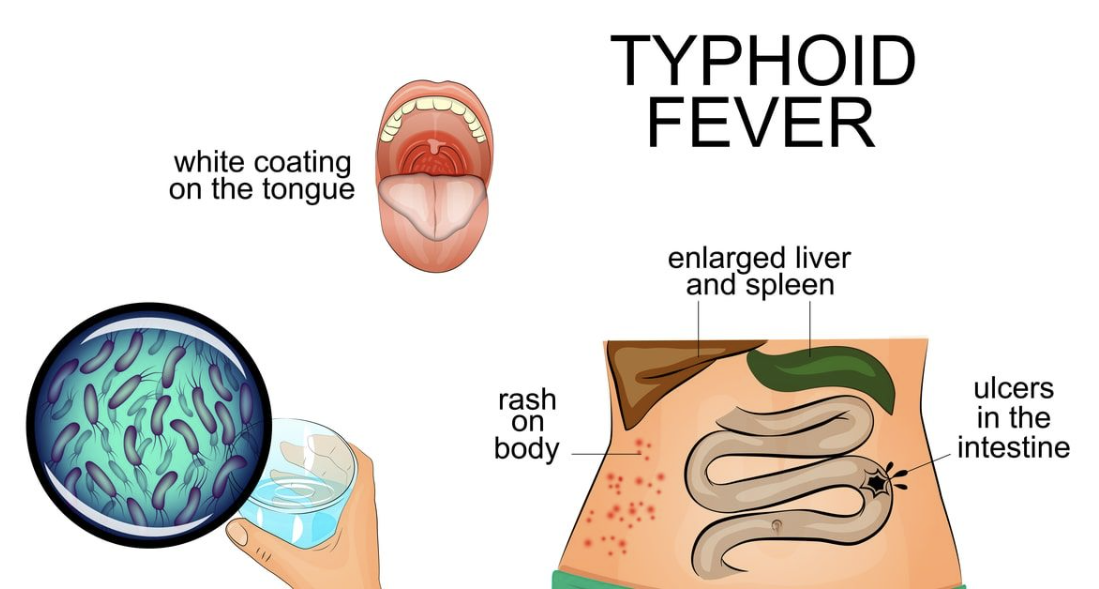 TYPHOID
FEVER
white coating
on the tongue
enlarged liver
and spleen
rash
on
body
ulcers
in the
intestine